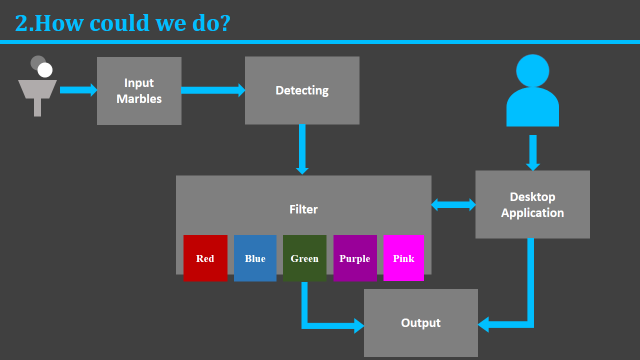 2.How could we do?
Input
Marbles
Detecting
Filter
Red
Blue
Green
Purple
Pink
Desktop
Application
Output